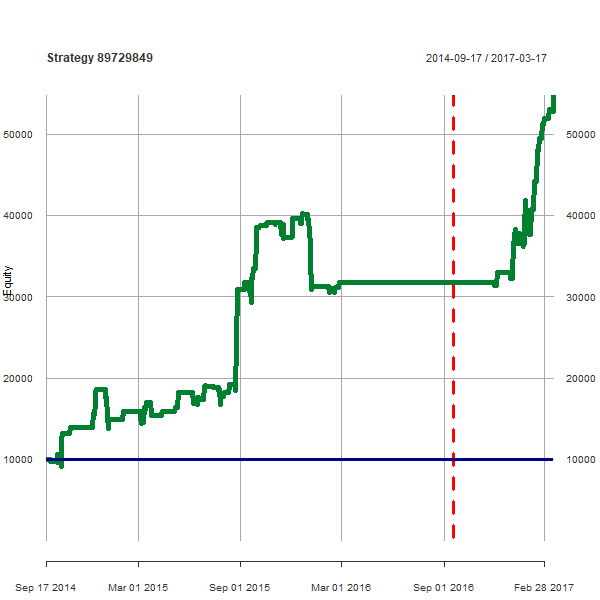 Strategy 89729849 2014-09-17 / 2017-03-17
50000 50000
40000 40000
Equity
30000 30000
20000 20000
10000 10000
Sep 17 2014 Mar 01 2015 Sep 01 2015 Mar 01 2016 Sep 01 2016 Feb 28 2017